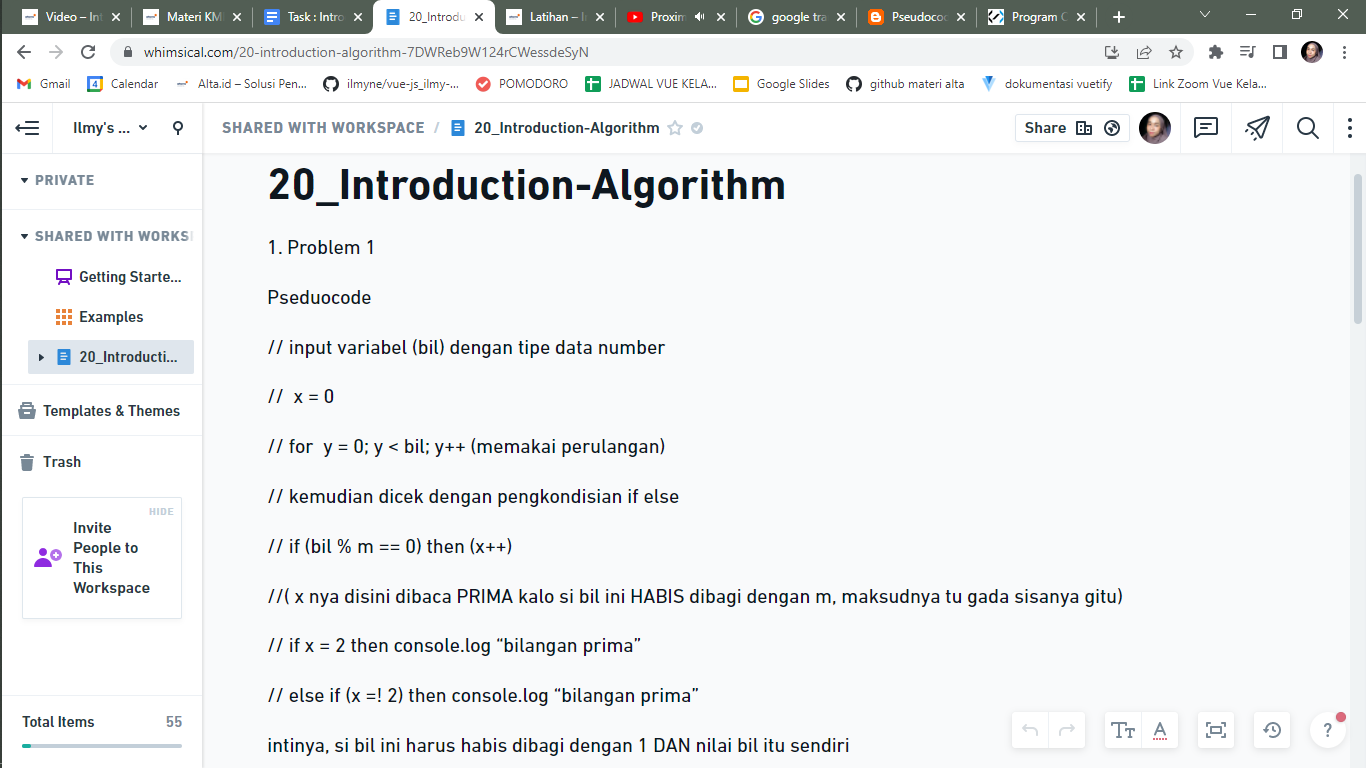 Video – Int
Materi KM
Task : Intro
20_Introdu
Latihan – I
Proxim
google tra
Pseudococ
Program C
whimsical.com/20-introduction-algorithm-7DWReb9W124rCWessdeSyN
Gmail
Calendar
Alta.id – Solusi Pen...
ilmyne/vue-js_ilmy-...
POMODORO
JADWAL VUE KELA...
Google Slides
github materi alta
dokumentasi vuetify
Link Zoom Vue Kela...
Ilmy's ...
SHARED WITH WORKSPACE / 20_Introduction-Algorithm
Share
PRIVATE
SHARED WITH WORKS
Getting Starte...
Examples
20_Introducti...
Templates & Themes
Trash
HIDE
Invite
People to
This
Workspace
Total Items 55
20_Introduction-Algorithm
1. Problem 1
Pseduocode
// input variabel (bil) dengan tipe data number
// x = 0
// for y = 0; y < bil; y++ (memakai perulangan)
// kemudian dicek dengan pengkondisian if else
// if (bil % m == 0) then (x++)
//( x nya disini dibaca PRIMA kalo si bil ini HABIS dibagi dengan m, maksudnya tu gada sisanya gitu)
// if x = 2 then console.log “bilangan prima”
// else if (x =! 2) then console.log “bilangan prima”
intinya, si bil ini harus habis dibagi dengan 1 DAN nilai bil itu sendiri